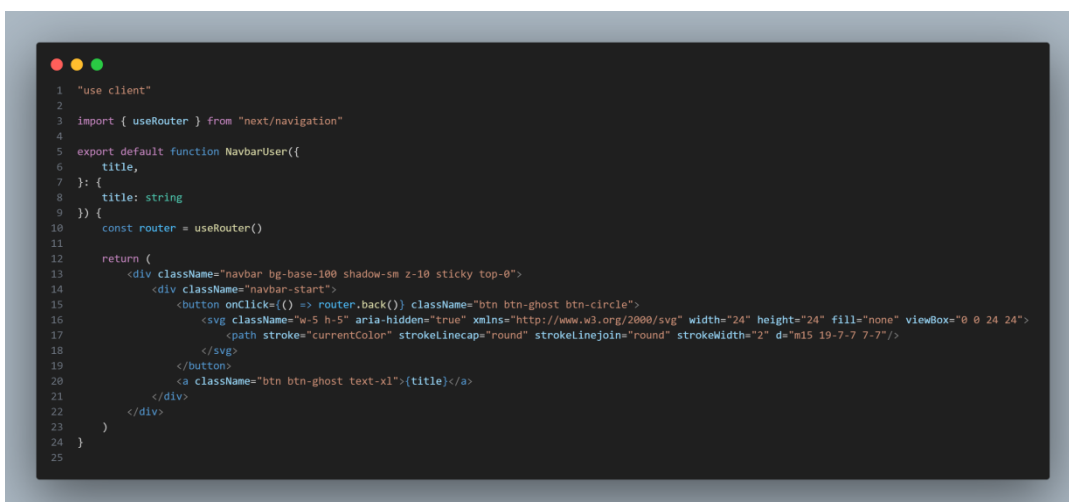 1 "use client"
2
3 import { useRouter } from "next/navigation"
4
5 export default function NavbarUser({
6     title,
7 }: {
8     title: string
9 }) {
10     const router = useRouter()
11
12     return (
13         <div className="navbar bg-base-100 shadow-sm z-10 sticky top-0">
14             <div className="navbar-start">
15                 <button onClick={() => router.back()} className="btn btn-ghost btn-circle">
16                     <svg className="w-5 h-5" aria-hidden="true" xmlns="http://www.w3.org/2000/svg" width="24" height="24" fill="none" viewBox="0 0 24 24">
17                         <path stroke="currentColor" strokeLinecap="round" strokeLinejoin="round" strokeWidth="2" d="m15 19-7-7 7-7"/>
18                     </svg>
19                 </button>
20                 <a className="btn btn-ghost text-xl">{title}</a>
21             </div>
22         </div>
23     )
24 }
25